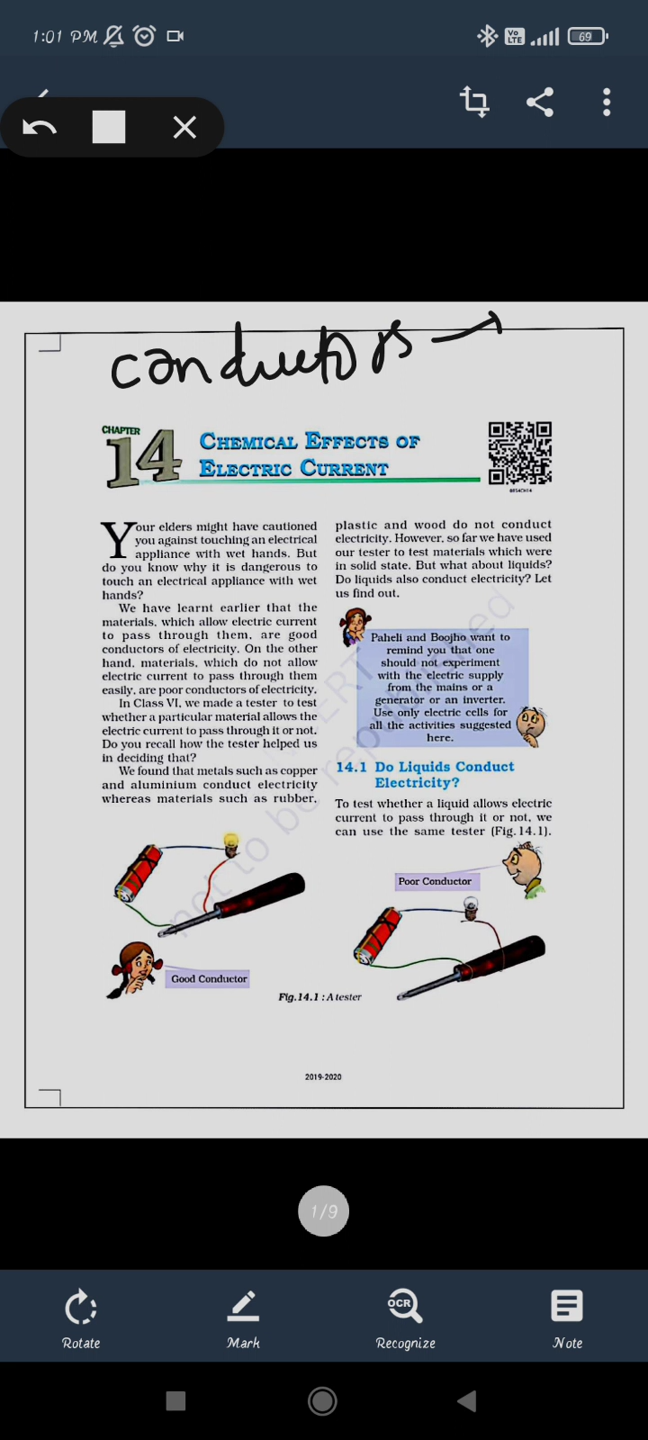 1:01 PM
Vo LTE
69
conductors →
CHAPTER
14
CHEMICAL EFFECTS OF
ELECTRIC CURRENT
Your elders might have cautioned
you against touching an electrical
appliance with wet hands. But
do you know why it is dangerous to
touch an electrical appliance with wet
hands?
We have learnt earlier that the
materials, which allow electric current
to pass through them, are good
conductors of electricity. On the other
hand, materials, which do not allow
electric current to pass through them
easily, are poor conductors of electricity.
In Class VI, we made a tester to test
whether a particular material allows the
electric current to pass through it or not.
Do you recall how the tester helped us
in deciding that?
We found that metals such as copper
and aluminium conduct electricity
whereas materials such as rubber,
plastic and wood do not conduct
electricity. However, so far we have used
our tester to test materials which were
in solid state. But what about liquids?
Do liquids also conduct electricity? Let
us find out.
Paheli and Boojho want to
remind you that one
should not experiment
with the electric supply
from the mains or a
generator or an inverter.
Use only electric cells for
all the activities suggested
here.
14.1 Do Liquids Conduct
Electricity?
To test whether a liquid allows electric
current to pass through it or not, we
can use the same tester (Fig.14.1).
Poor Conductor
Good Conductor
Fig.14.1 : A tester
not to be republished
2019-2020
1/9
OCR
Rotate
Mark
Recognize
Note